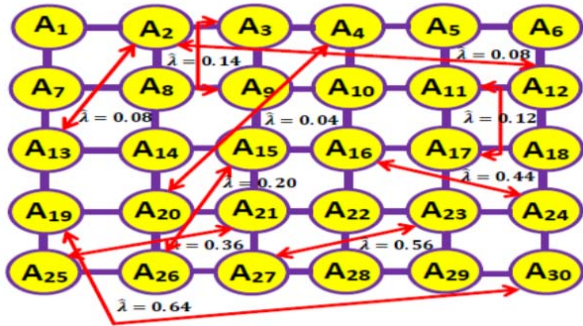 A1 A2 A3 A4 A5 A6
λ̂ = 0.14 λ̂ = 0.08
A7 A8 A9 A10 A11 A12
λ̂ = 0.08 λ̂ = 0.04 λ̂ = 0.12
A13 A14 A15 A16 A17 A18
λ̂ = 0.20 λ̂ = 0.44
A19 A20 A21 A22 A23 A24
λ̂ = 0.36 λ̂ = 0.56
A25 A26 A27 A28 A29 A30
λ̂ = 0.64